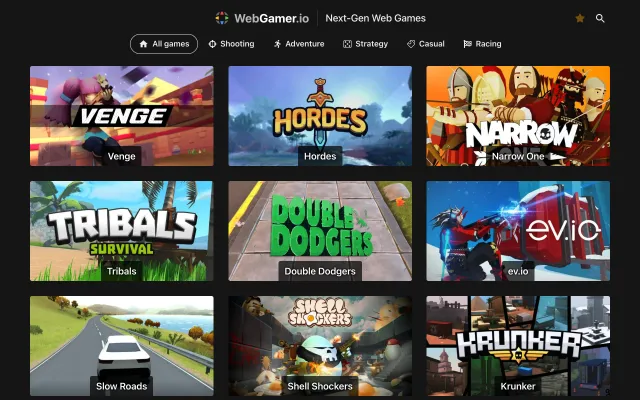 WebGamer.io
Next-Gen Web Games
All games
Shooting
Adventure
Strategy
Casual
Racing
VENGE
Venge
HORDES
Hordes
NARROW
ONE
Narrow One
TRIBALS
SURVIVAL
Tribals
DOUBLE
DODGERS
Double Dodgers
ev.io
ev.io
Slow Roads
SHELL
SHOCKERS
Shell Shockers
KRUNKER
Krunker